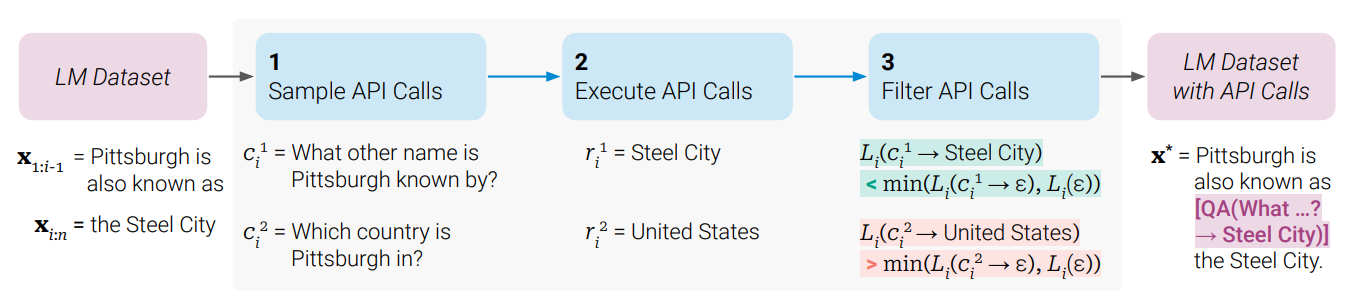 LM Dataset
1
Sample API Calls
2
Execute API Calls
3
Filter API Calls
LM Dataset
with API Calls
x1:i-1 = Pittsburgh is
also known as
xi:n = the Steel City
ci1 = What other name is
Pittsburgh known by?
ci2 = Which country is
Pittsburgh in?
ri1 = Steel City
ri2 = United States
Li(ci1 → Steel City)
< min(Li(ci1 → ε), Li(ε))
Li(ci2 → United States)
> min(Li(ci2 → ε), Li(ε))
x* = Pittsburgh is
also known as
[QA(What ...?
→ Steel City)]
the Steel City.